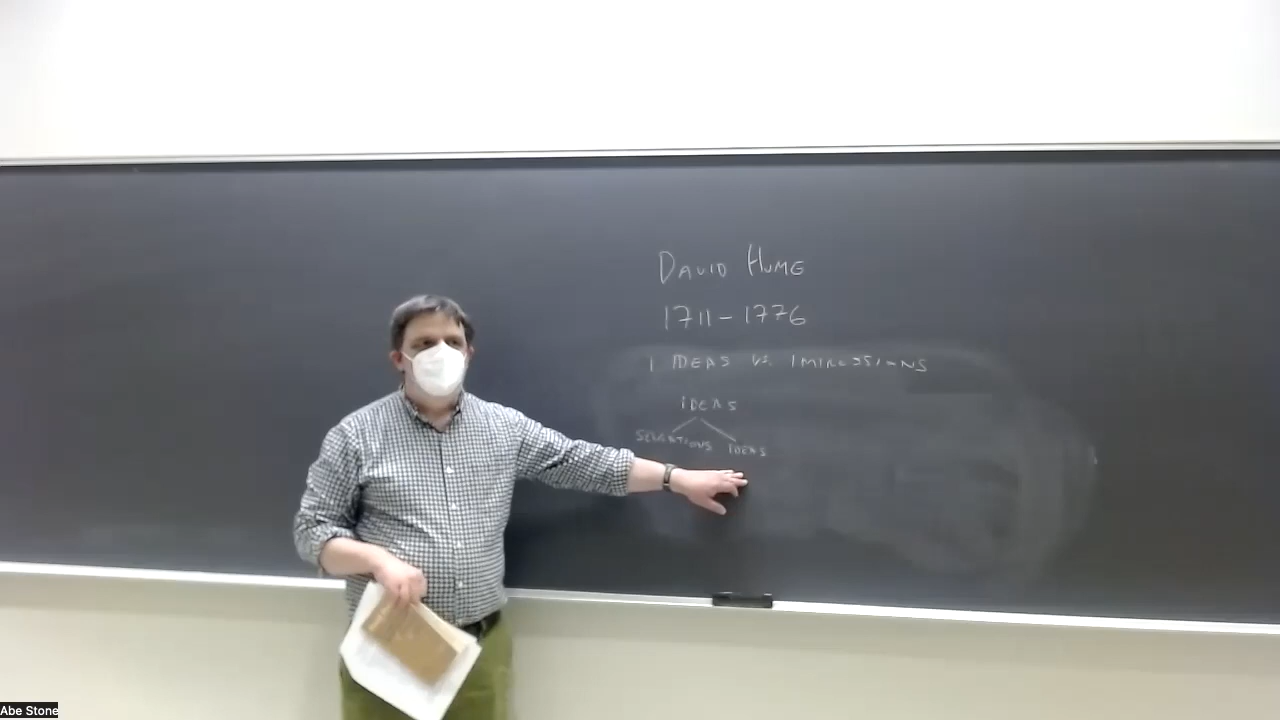 DAVID HUME
1711-1776
1 IDEAS VS. IMPRESSIONS
IDEAS
SENSATIONS IDEAS
Abe Stone